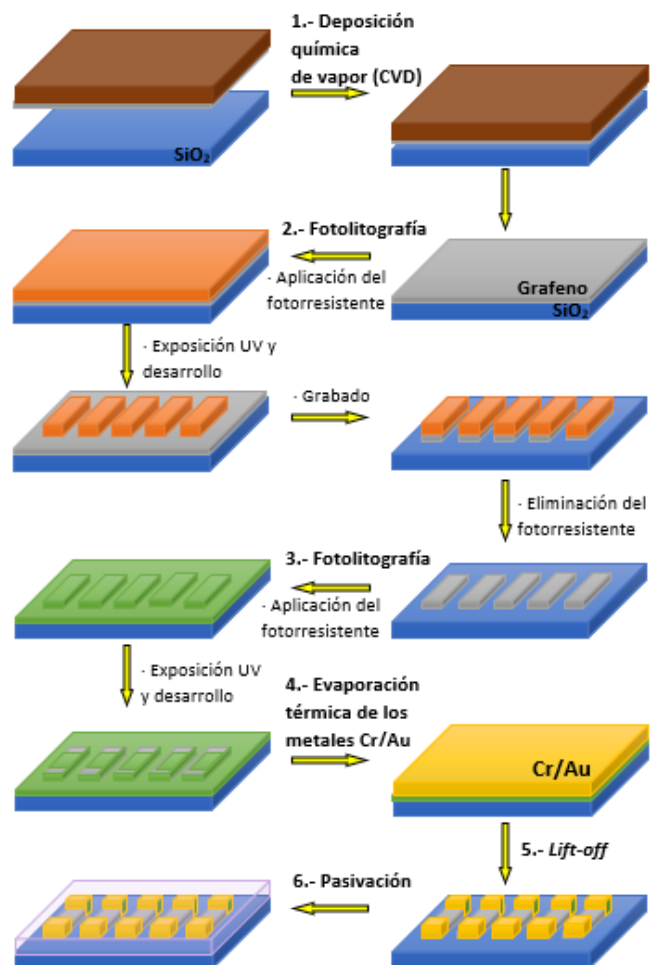 1.- Deposición
química
de vapor (CVD)
SiO₂
2.- Fotolitografía
· Aplicación del
fotorresistente
Grafeno
SiO₂
· Exposición UV y
desarrollo
· Grabado
· Eliminación del
fotorresistente
3.- Fotolitografía
· Aplicación del
fotorresistente
· Exposición UV
y desarrollo
4.- Evaporación
térmica de los
metales Cr/Au
Cr/Au
5.- Lift-off
6.- Pasivación